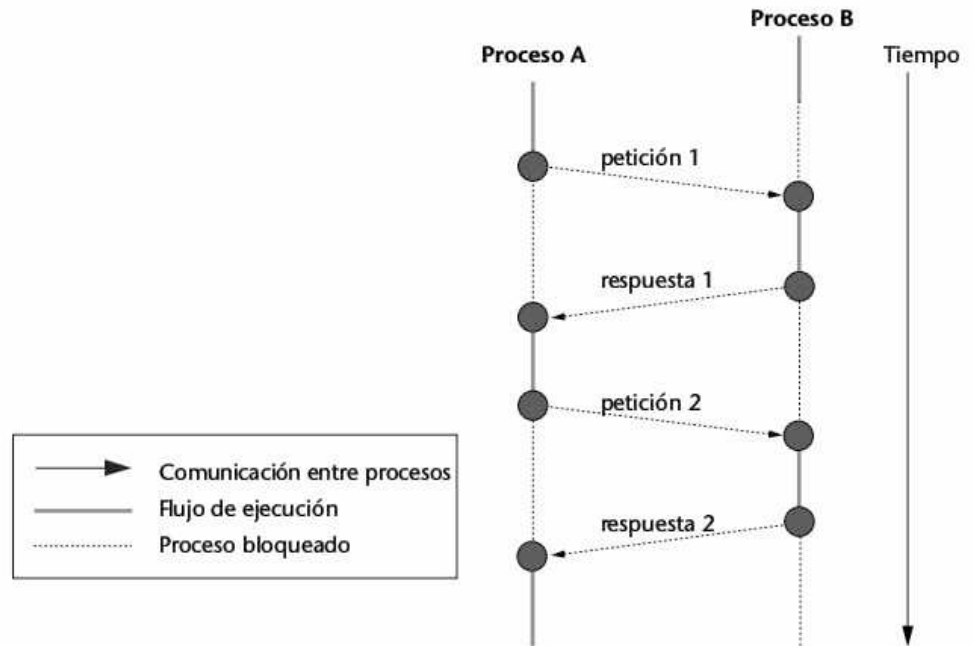 Proceso B
Proceso A
Tiempo
petición 1
respuesta 1
petición 2
respuesta 2
Comunicación entre procesos
Flujo de ejecución
Proceso bloqueado